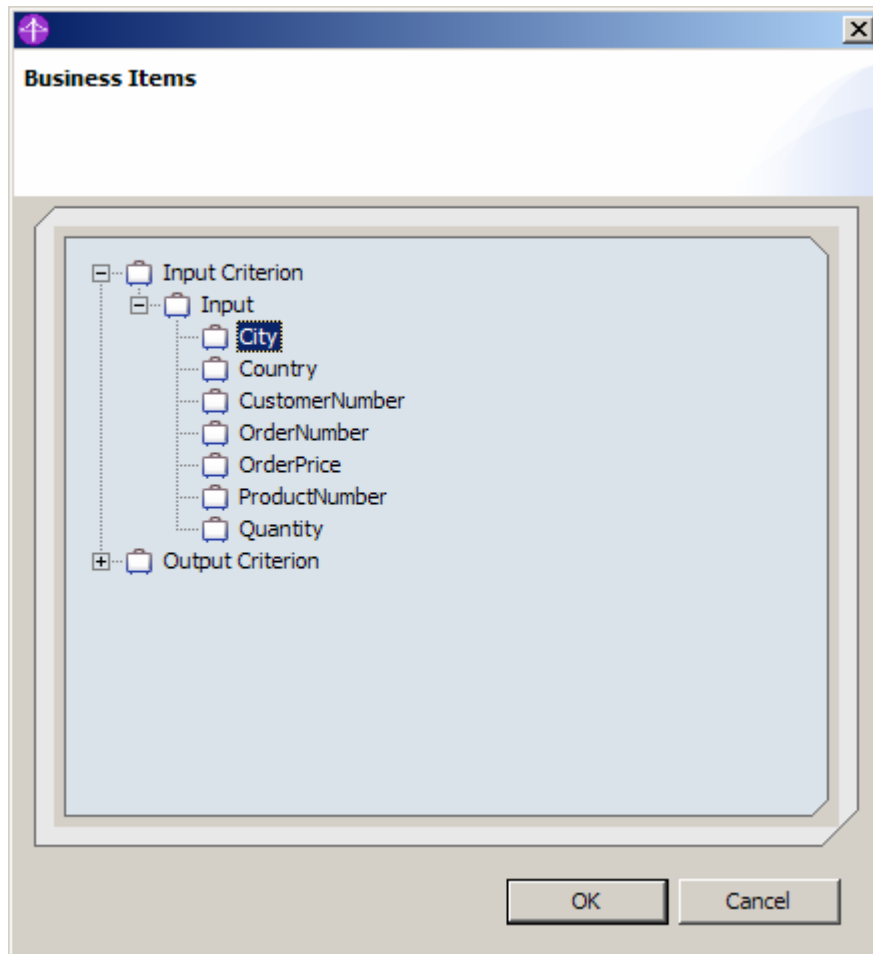 Business Items
Input Criterion
Input
City
Country
CustomerNumber
OrderNumber
OrderPrice
ProductNumber
Quantity
Output Criterion
OK
Cancel